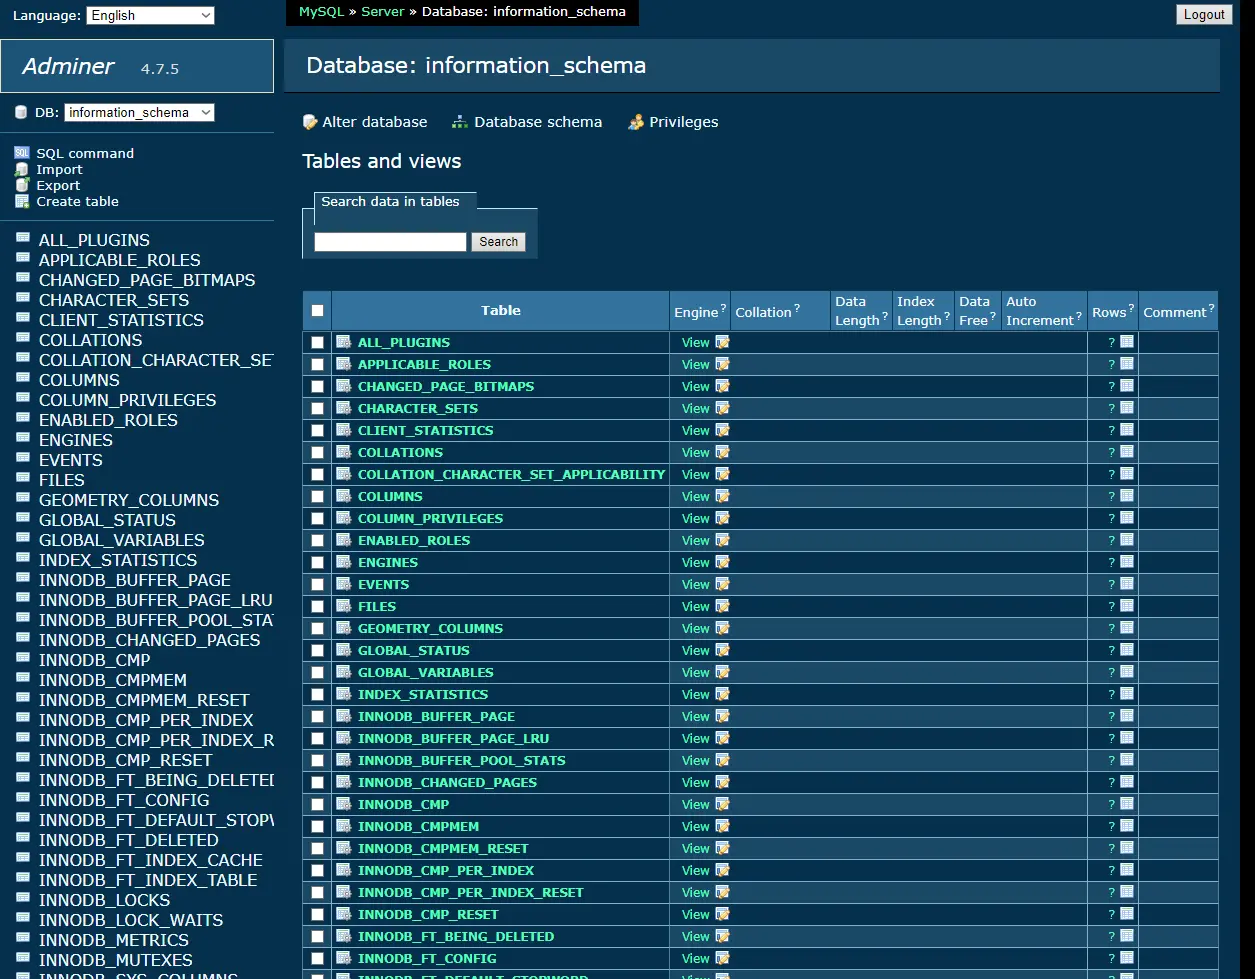 Language: English
MySQL » Server » Database: information_schema
Logout
Adminer 4.7.5
Database: information_schema
DB: information_schema
Alter database Database schema Privileges
SQL command
Import
Export
Create table
Tables and views
Search data in tables
Search
ALL_PLUGINS
APPLICABLE_ROLES
CHANGED_PAGE_BITMAPS
CHARACTER_SETS
CLIENT_STATISTICS
COLLATIONS
COLLATION_CHARACTER_SE
COLUMNS
COLUMN_PRIVILEGES
ENABLED_ROLES
ENGINES
EVENTS
FILES
GEOMETRY_COLUMNS
GLOBAL_STATUS
GLOBAL_VARIABLES
INDEX_STATISTICS
INNODB_BUFFER_PAGE
INNODB_BUFFER_PAGE_LRU
INNODB_BUFFER_POOL_STA
INNODB_CHANGED_PAGES
INNODB_CMP
INNODB_CMPMEM
INNODB_CMPMEM_RESET
INNODB_CMP_PER_INDEX
INNODB_CMP_PER_INDEX_R
INNODB_CMP_RESET
INNODB_FT_BEING_DELETED
INNODB_FT_CONFIG
INNODB_FT_DEFAULT_STOPW
INNODB_FT_DELETED
INNODB_FT_INDEX_CACHE
INNODB_FT_INDEX_TABLE
INNODB_LOCKS
INNODB_LOCK_WAITS
INNODB_METRICS
INNODB_MUTEXES
INNODB_SYS_COLUMNS
Table Engine? Collation? Data Length? Index Length? Data Free? Auto Increment? Rows? Comment?
ALL_PLUGINS View ?
APPLICABLE_ROLES View ?
CHANGED_PAGE_BITMAPS View ?
CHARACTER_SETS View ?
CLIENT_STATISTICS View ?
COLLATIONS View ?
COLLATION_CHARACTER_SET_APPLICABILITY View ?
COLUMNS View ?
COLUMN_PRIVILEGES View ?
ENABLED_ROLES View ?
ENGINES View ?
EVENTS View ?
FILES View ?
GEOMETRY_COLUMNS View ?
GLOBAL_STATUS View ?
GLOBAL_VARIABLES View ?
INDEX_STATISTICS View ?
INNODB_BUFFER_PAGE View ?
INNODB_BUFFER_PAGE_LRU View ?
INNODB_BUFFER_POOL_STATS View ?
INNODB_CHANGED_PAGES View ?
INNODB_CMP View ?
INNODB_CMPMEM View ?
INNODB_CMPMEM_RESET View ?
INNODB_CMP_PER_INDEX View ?
INNODB_CMP_PER_INDEX_RESET View ?
INNODB_CMP_RESET View ?
INNODB_FT_BEING_DELETED View ?
INNODB_FT_CONFIG View ?
INNODB_FT_DEFAULT_STOPWORD View ?